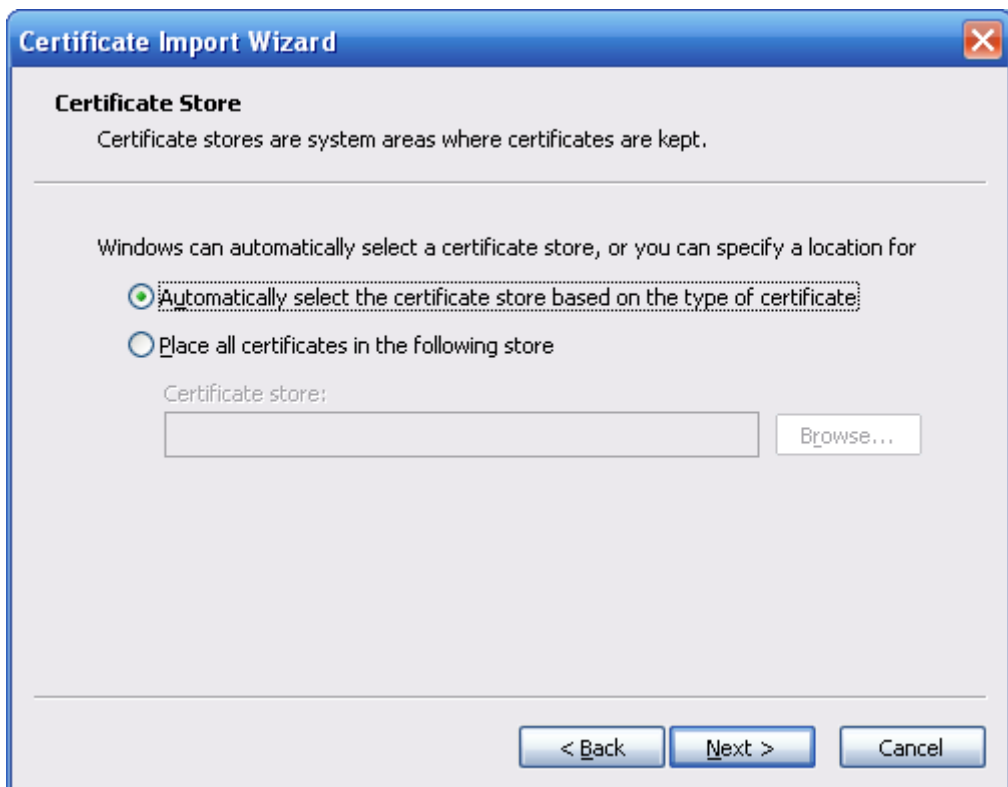 Certificate Import Wizard
Certificate Store
Certificate stores are system areas where certificates are kept.
Windows can automatically select a certificate store, or you can specify a location for
Automatically select the certificate store based on the type of certificate
Place all certificates in the following store
Certificate store:
Browse...
< Back Next > Cancel